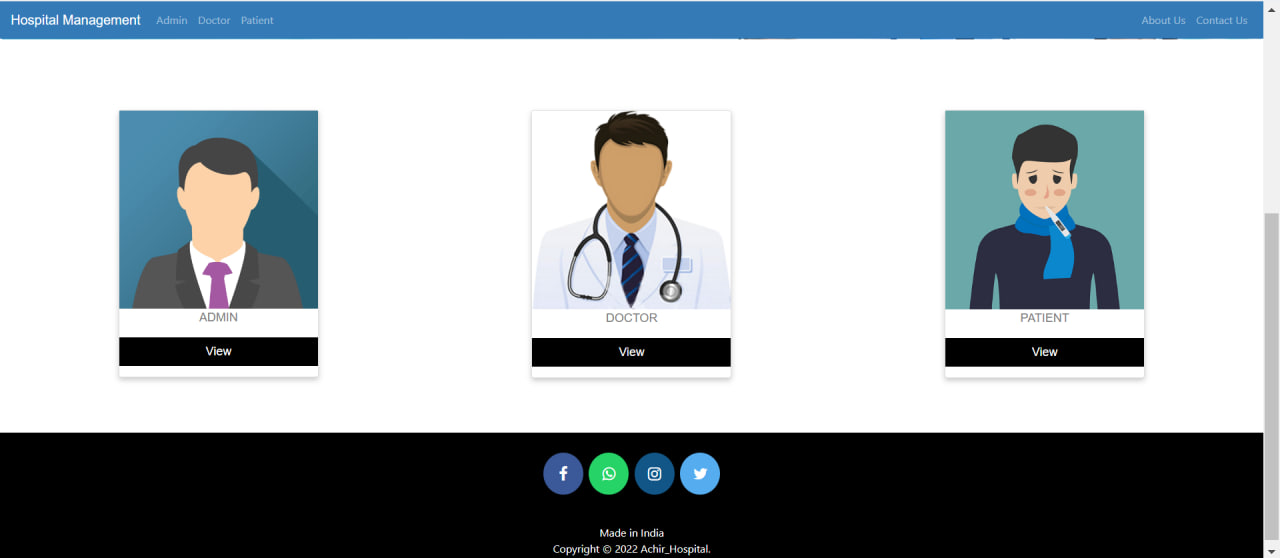 Hospital Management Admin Doctor Patient About Us Contact Us
ADMIN DOCTOR PATIENT
View View View
Made in India
Copyright © 2022 Achir_Hospital.